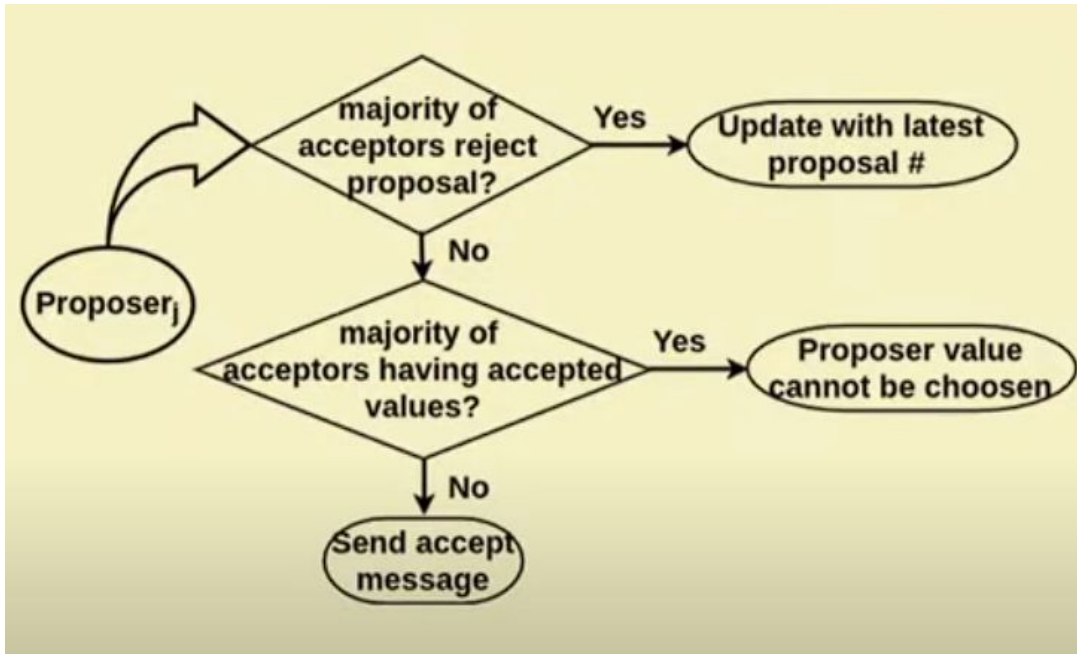 majority of
acceptors reject
proposal?
Yes
Update with latest
proposal #
No
Proposerj
majority of
acceptors having accepted
values?
Yes
Proposer value
cannot be choosen
No
Send accept
message